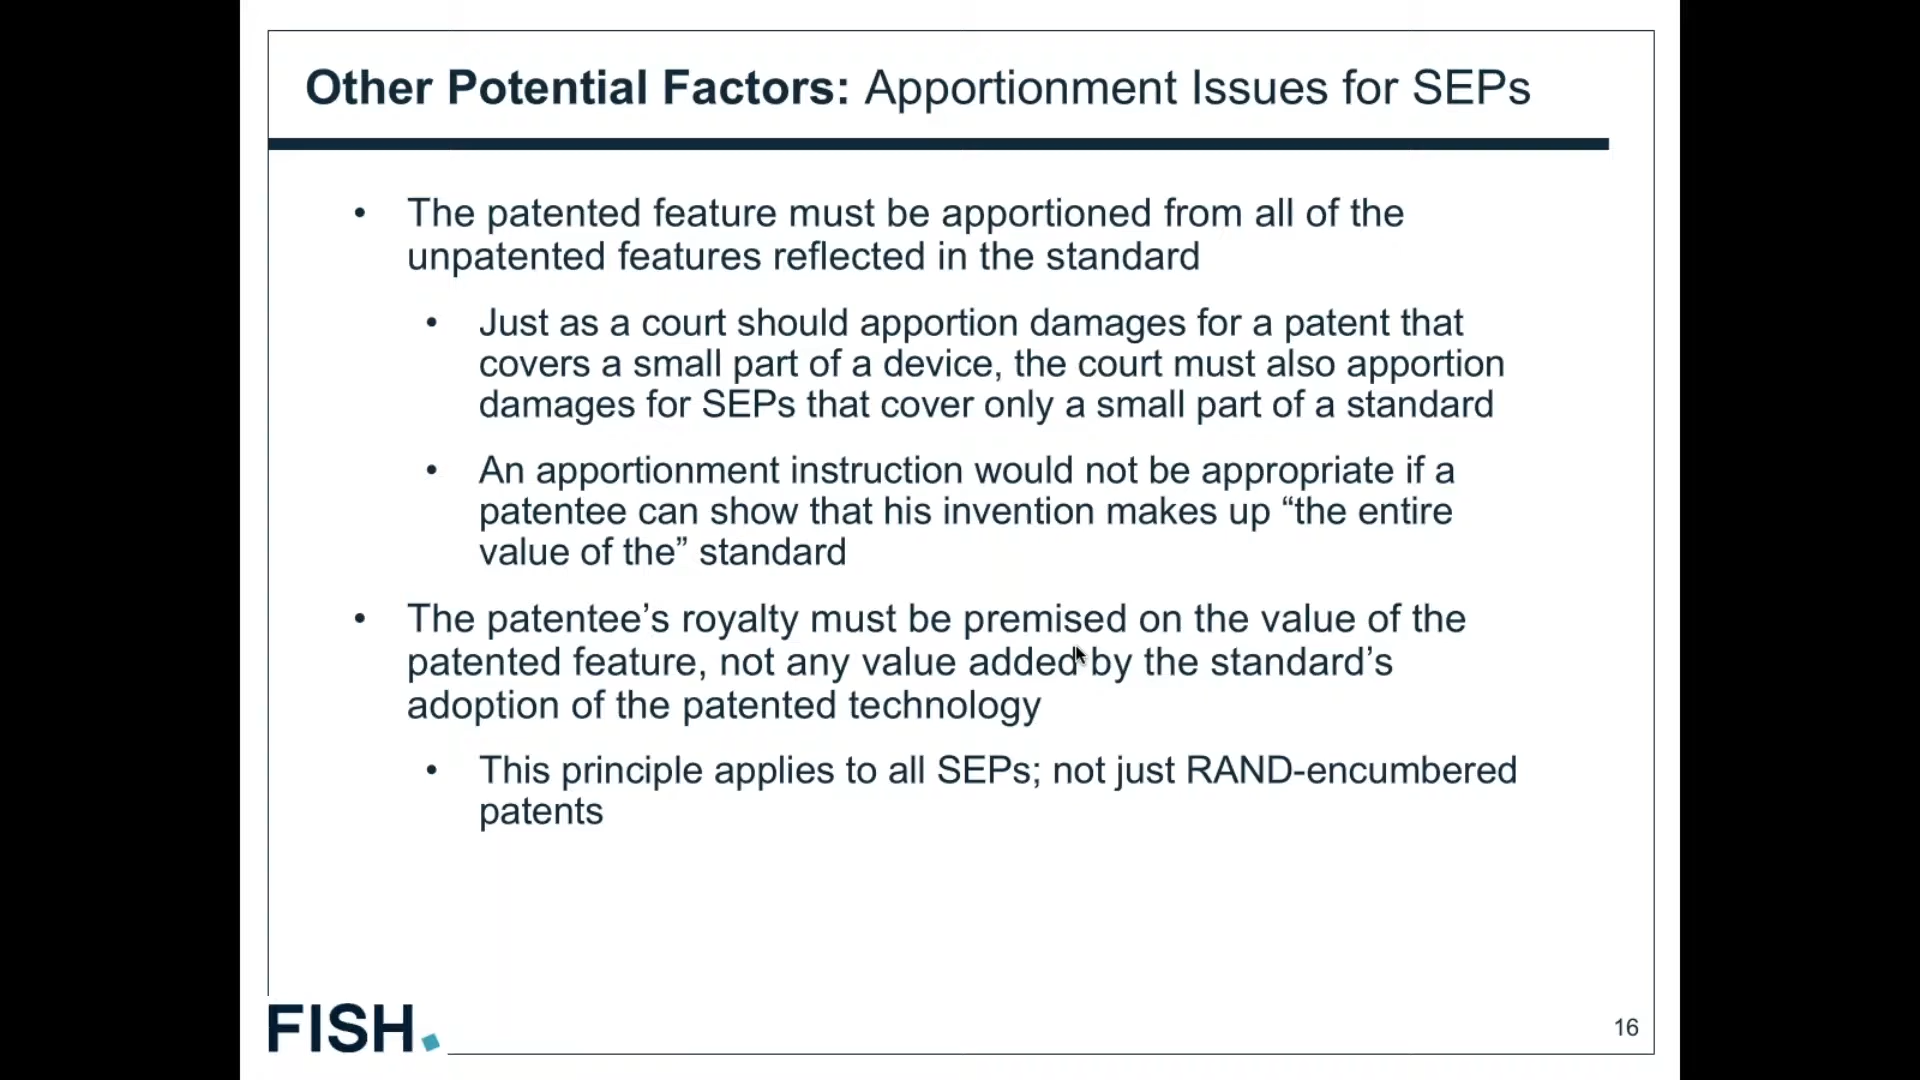 Other Potential Factors: Apportionment Issues for SEPs
• The patented feature must be apportioned from all of the
unpatented features reflected in the standard
• Just as a court should apportion damages for a patent that
covers a small part of a device, the court must also apportion
damages for SEPs that cover only a small part of a standard
• An apportionment instruction would not be appropriate if a
patentee can show that his invention makes up “the entire
value of the” standard
• The patentee’s royalty must be premised on the value of the
patented feature, not any value added by the standard’s
adoption of the patented technology
• This principle applies to all SEPs; not just RAND-encumbered
patents
FISH.
16